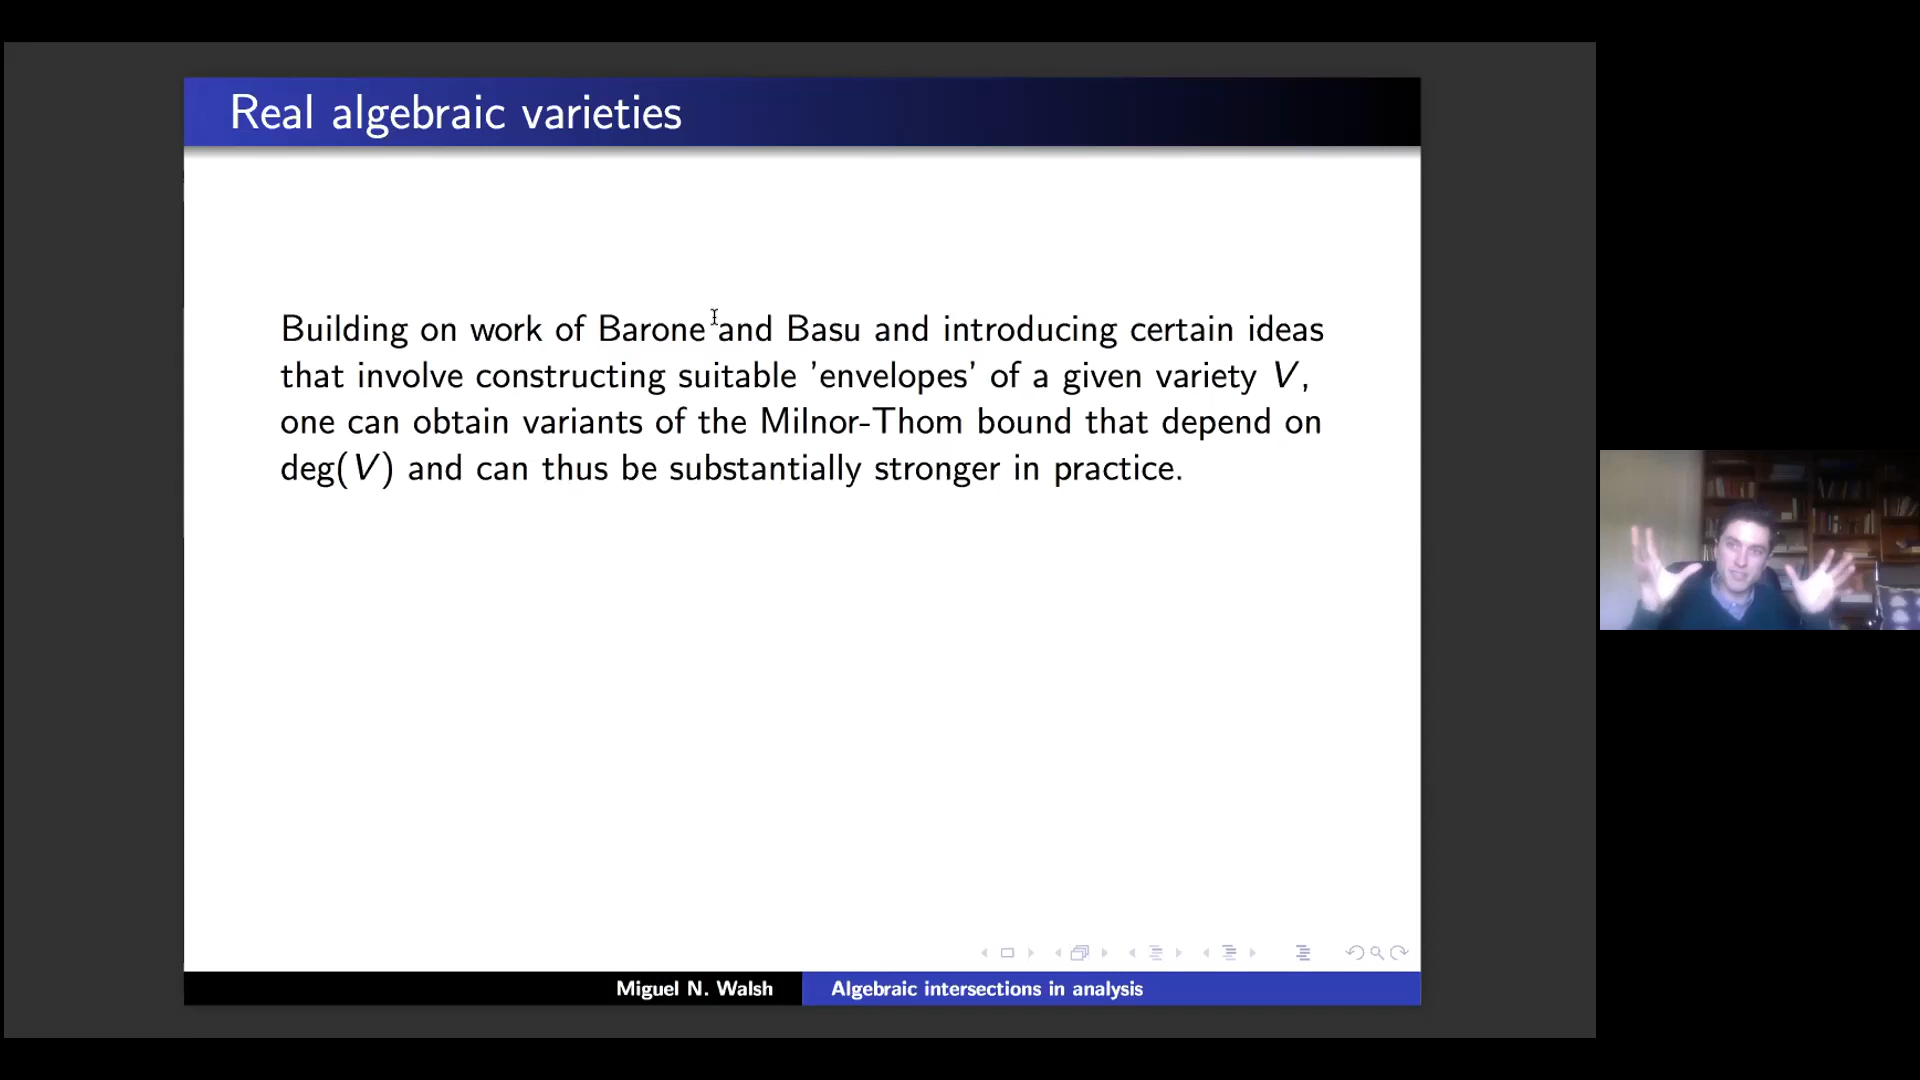 Real algebraic varieties
Building on work of Barone and Basu and introducing certain ideas
that involve constructing suitable 'envelopes' of a given variety V,
one can obtain variants of the Milnor-Thom bound that depend on
deg(V) and can thus be substantially stronger in practice.
Miguel N. Walsh
Algebraic intersections in analysis